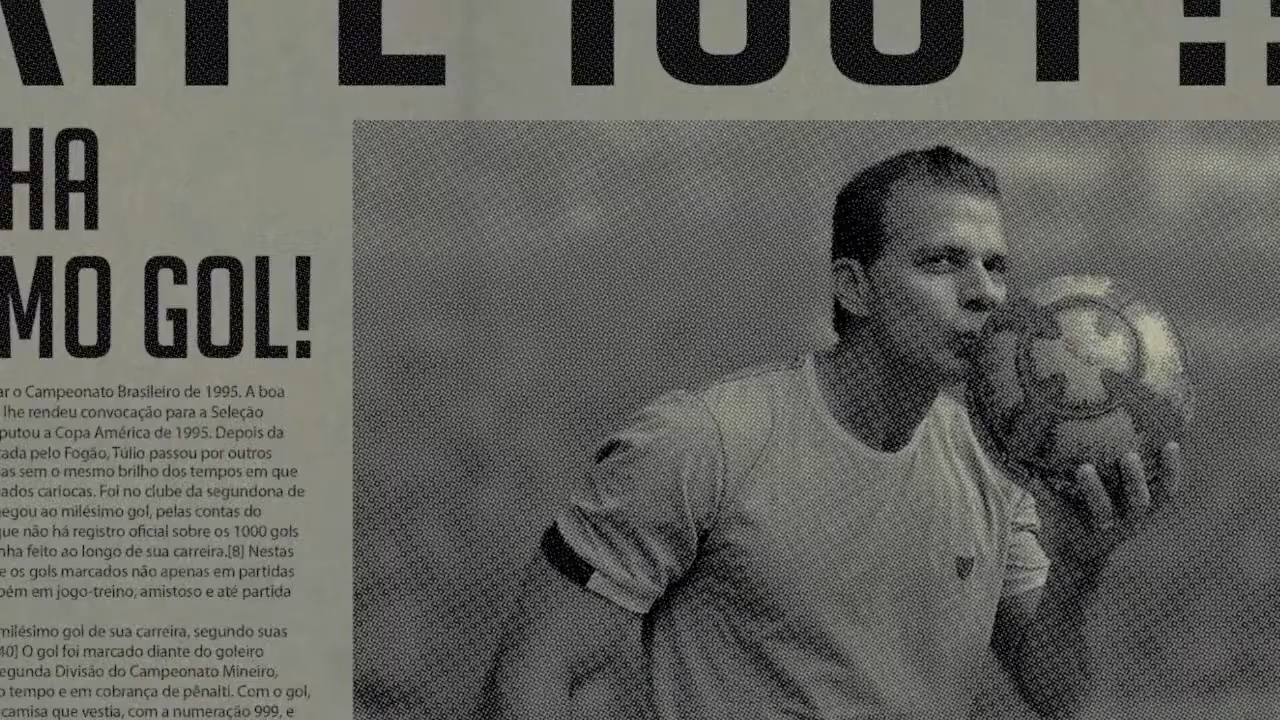 HA
MO GOL!
ar o Campeonato Brasileiro de 1995. A boa
lhe rendeu convocação para a Seleção
putou a Copa América de 1995. Depois da
ada pelo Fogão, Túlio passou por outros
as sem o mesmo brilho dos tempos em que
ados cariocas. Foi no clube da segundona de
egou ao milésimo gol, pelas contas do
que não há registro oficial sobre os 1000 gols
nha feito ao longo de sua carreira.[8] Nestas
e os gols marcados não apenas em partidas
bém em jogo-treino, amistoso e até partida
milésimo gol de sua carreira, segundo suas
40] O gol foi marcado diante do goleiro
egunda Divisão do Campeonato Mineiro,
o tempo e em cobrança de pênalti. Com o gol,
camisa que vestia, com a numeração 999, e